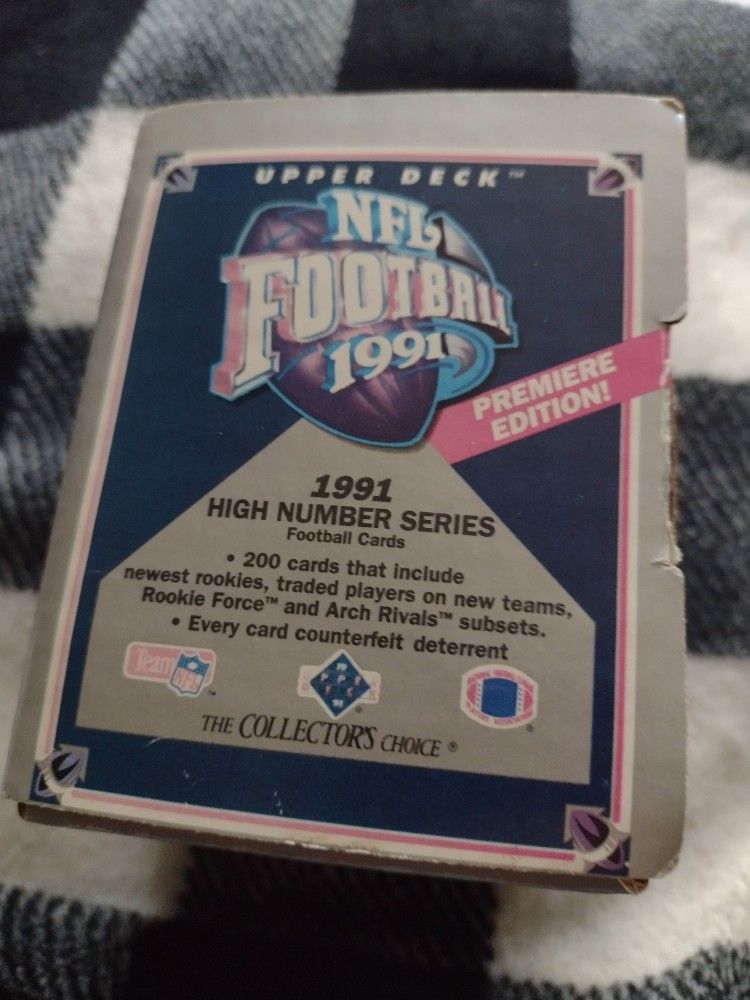 UPPER DECK™
NFL
FOOTBALL
1991
PREMIERE
EDITION!
1991
HIGH NUMBER SERIES
Football Cards
• 200 cards that include
newest rookies, traded players on new teams,
Rookie Force™ and Arch Rivals™ subsets.
• Every card counterfeit deterrent
Team NFL™
THE COLLECTOR'S CHOICE®